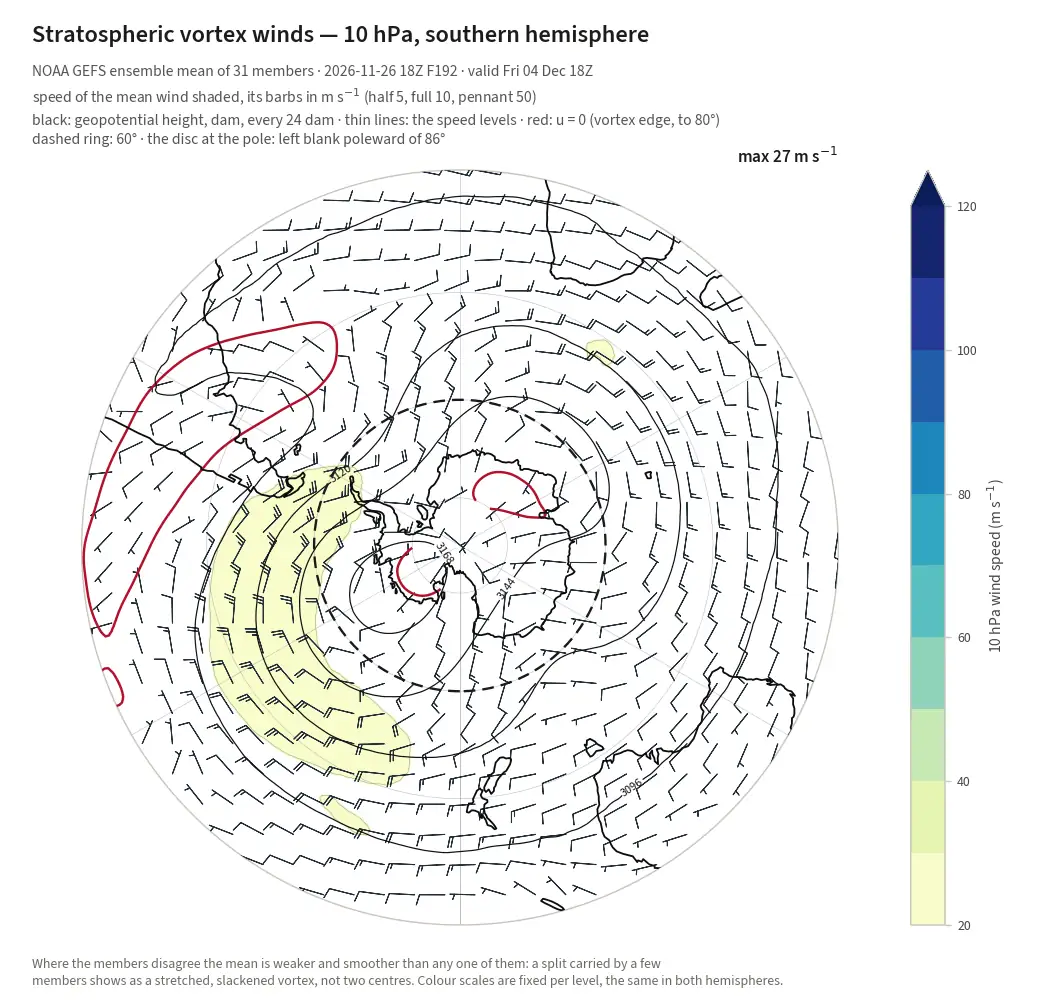 Stratospheric vortex winds — 10 hPa, southern hemisphere
NOAA GEFS ensemble mean of 31 members · 2026-11-26 18Z F192 · valid Fri 04 Dec 18Z
speed of the mean wind shaded, its barbs in m s⁻¹ (half 5, full 10, pennant 50)
black: geopotential height, dam, every 24 dam · thin lines: the speed levels · red: u = 0 (vortex edge, to 80°)
dashed ring: 60° · the disc at the pole: left blank poleward of 86°
max 27 m s⁻¹
120
100
80
60
40
20
10 hPa wind speed (m s⁻¹)
3120
3168
3144
3096
Where the members disagree the mean is weaker and smoother than any one of them: a split carried by a few
members shows as a stretched, slackened vortex, not two centres. Colour scales are fixed per level, the same in both hemispheres.